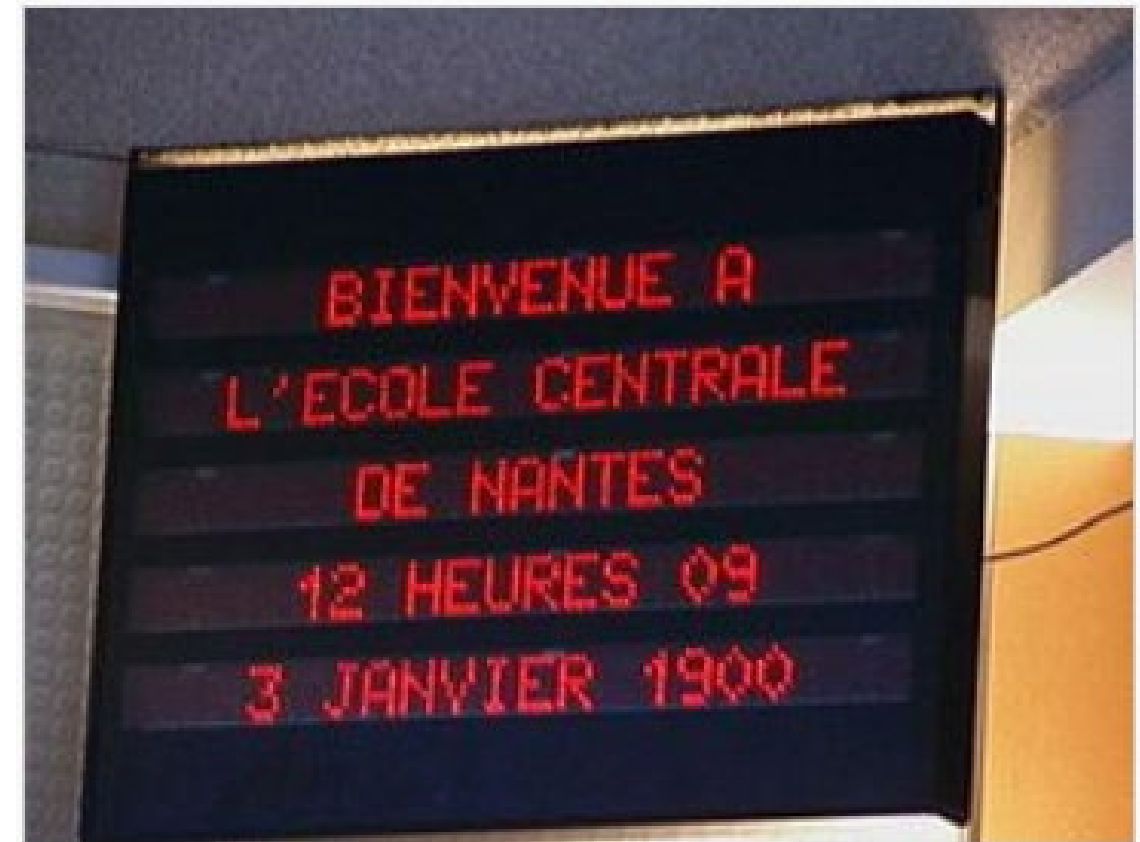 BIENVENUE A
L'ECOLE CENTRALE
DE NANTES
12 HEURES 09
3 JANVIER 1900